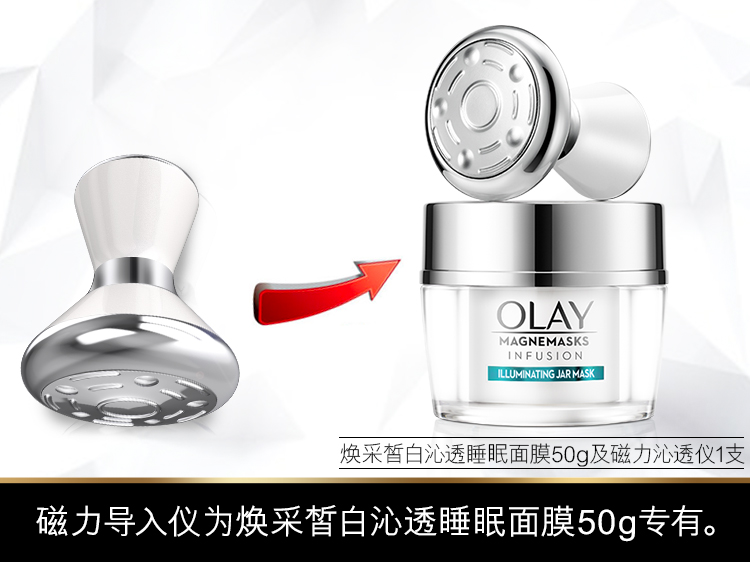 OLAY
MAGNEMASKS
INFUSION
ILLUMINATING JAR MASK
焕采皙白沁透睡眠面膜50g及磁力沁透仪1支
磁力导入仪为焕采皙白沁透睡眠面膜50g专有。